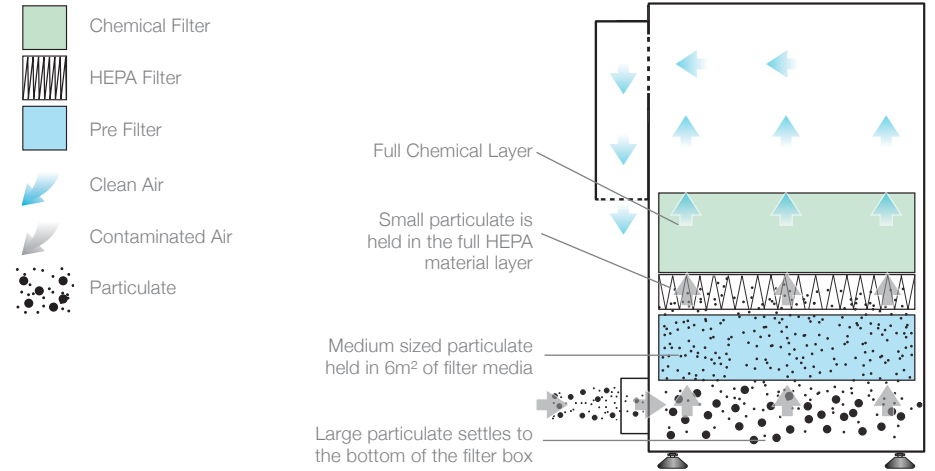 Chemical Filter
HEPA Filter
Pre Filter
Clean Air
Contaminated Air
Particulate
Full Chemical Layer
Small particulate is
held in the full HEPA
material layer
Medium sized particulate
held in 6m² of filter media
Large particulate settles to
the bottom of the filter box